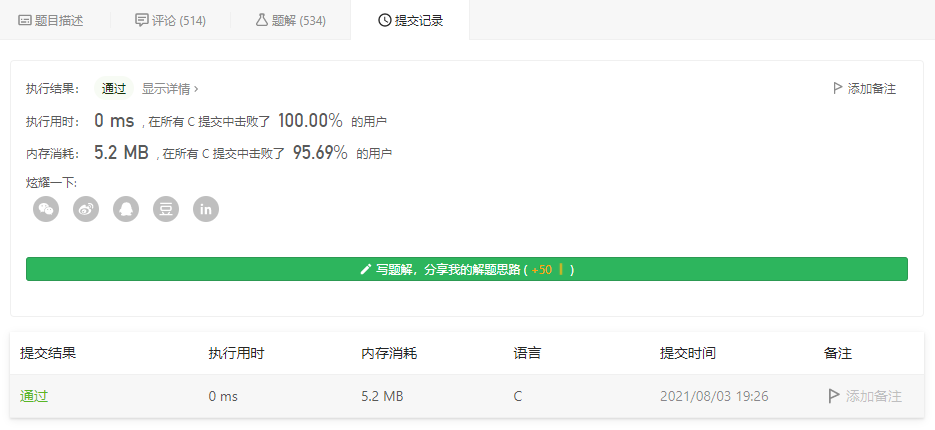 题目描述 评论 (514) 题解 (534) 提交记录
执行结果： 通过 显示详情 › 添加备注
执行用时： 0 ms , 在所有 C 提交中击败了 100.00% 的用户
内存消耗： 5.2 MB , 在所有 C 提交中击败了 95.69% 的用户
炫耀一下:
豆 in
写题解，分享我的解题思路 ( +50 )
提交结果 执行用时 内存消耗 语言 提交时间 备注
通过 0 ms 5.2 MB C 2021/08/03 19:26 添加备注